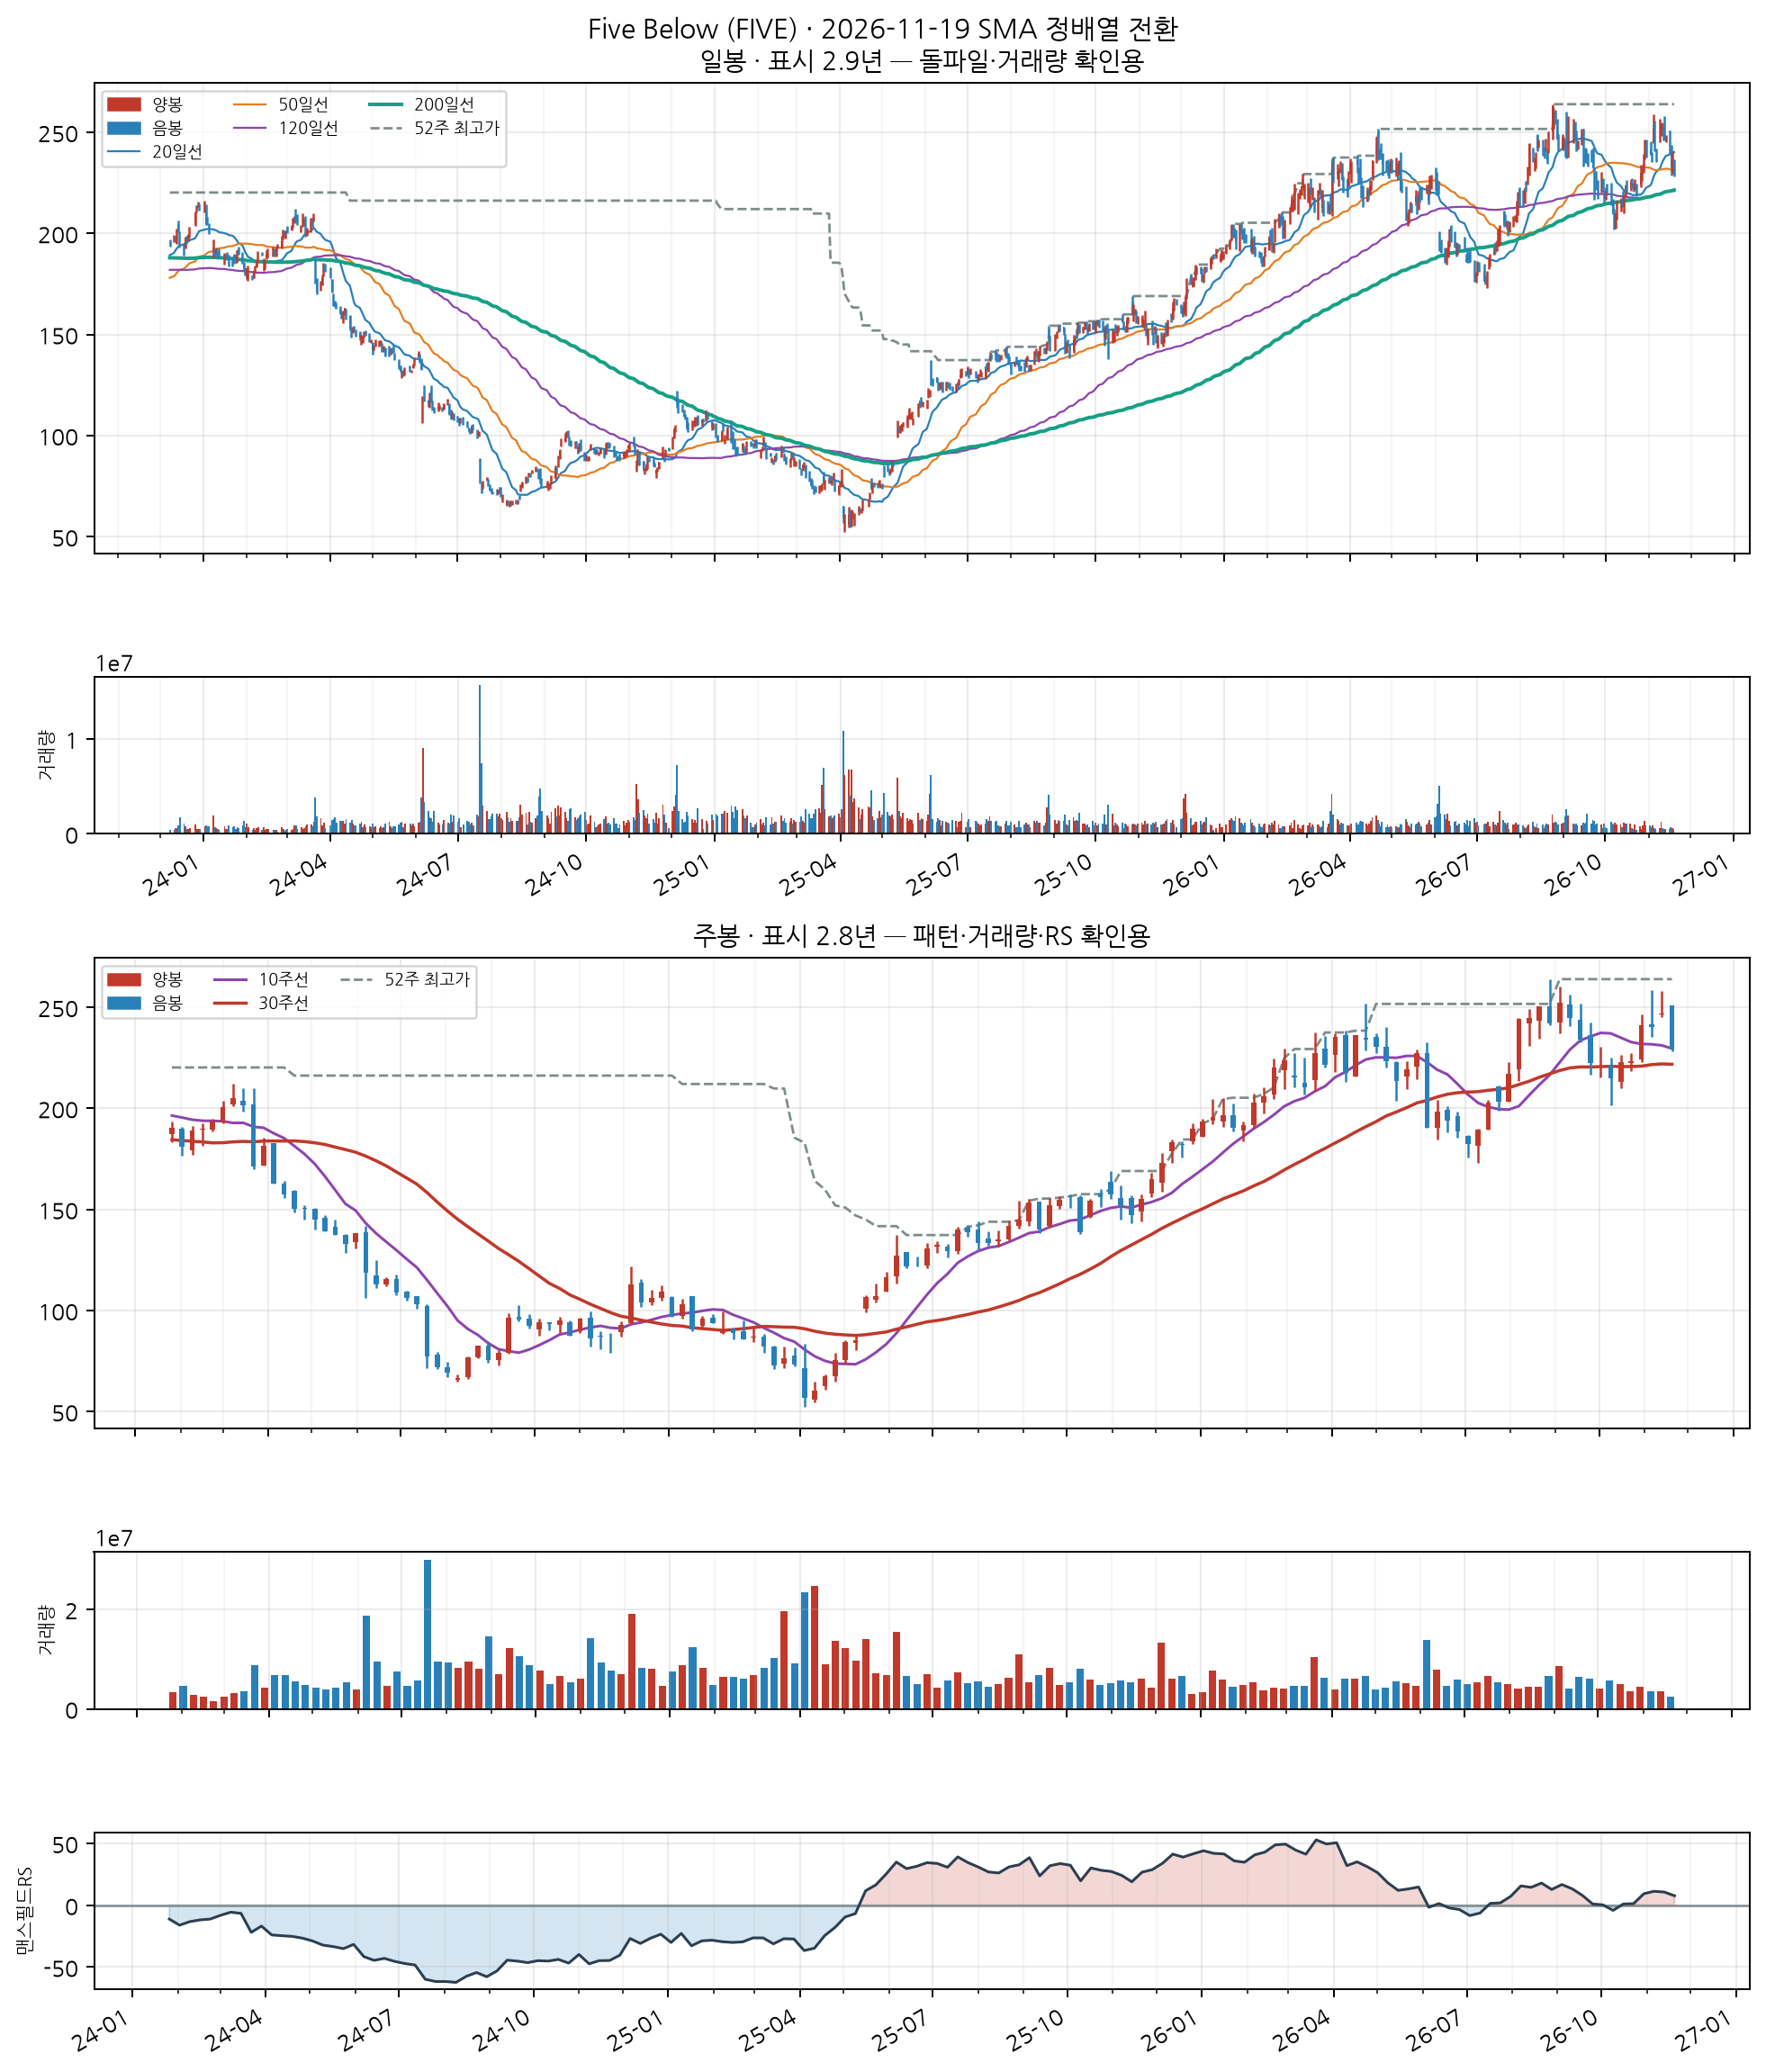 Five Below (FIVE) · 2026-11-19 SMA 정배열 전환
일봉 · 표시 2.9년 — 돌파일·거래량 확인용
양봉
음봉
20일선
50일선
120일선
200일선
52주 최고가
250
200
150
100
50
1e7
거래량
1
0
24-01
24-04
24-07
24-10
25-01
25-04
25-07
25-10
26-01
26-04
26-07
26-10
27-01
주봉 · 표시 2.8년 — 패턴·거래량·RS 확인용
양봉
음봉
10주선
30주선
52주 최고가
250
200
150
100
50
1e7
거래량
2
0
맨스필드RS
50
0
-50
24-01
24-04
24-07
24-10
25-01
25-04
25-07
25-10
26-01
26-04
26-07
26-10
27-01